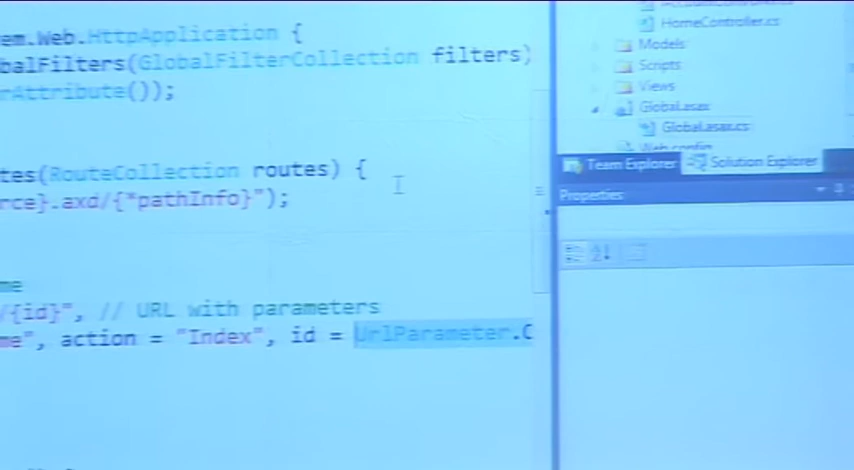 em.Web.HttpApplication {
balFilters(GlobalFilterCollection filters)
rAttribute());
tes(RouteCollection routes) {
rce}.axd/{*pathInfo}");
me
/{id}", // URL with parameters
me", action = "Index", id = UrlParameter.O
HomeController.cs
Models
Scripts
Views
Global.asax
Global.asax.cs
Web.config
Team Explorer
Solution Explorer
Properties